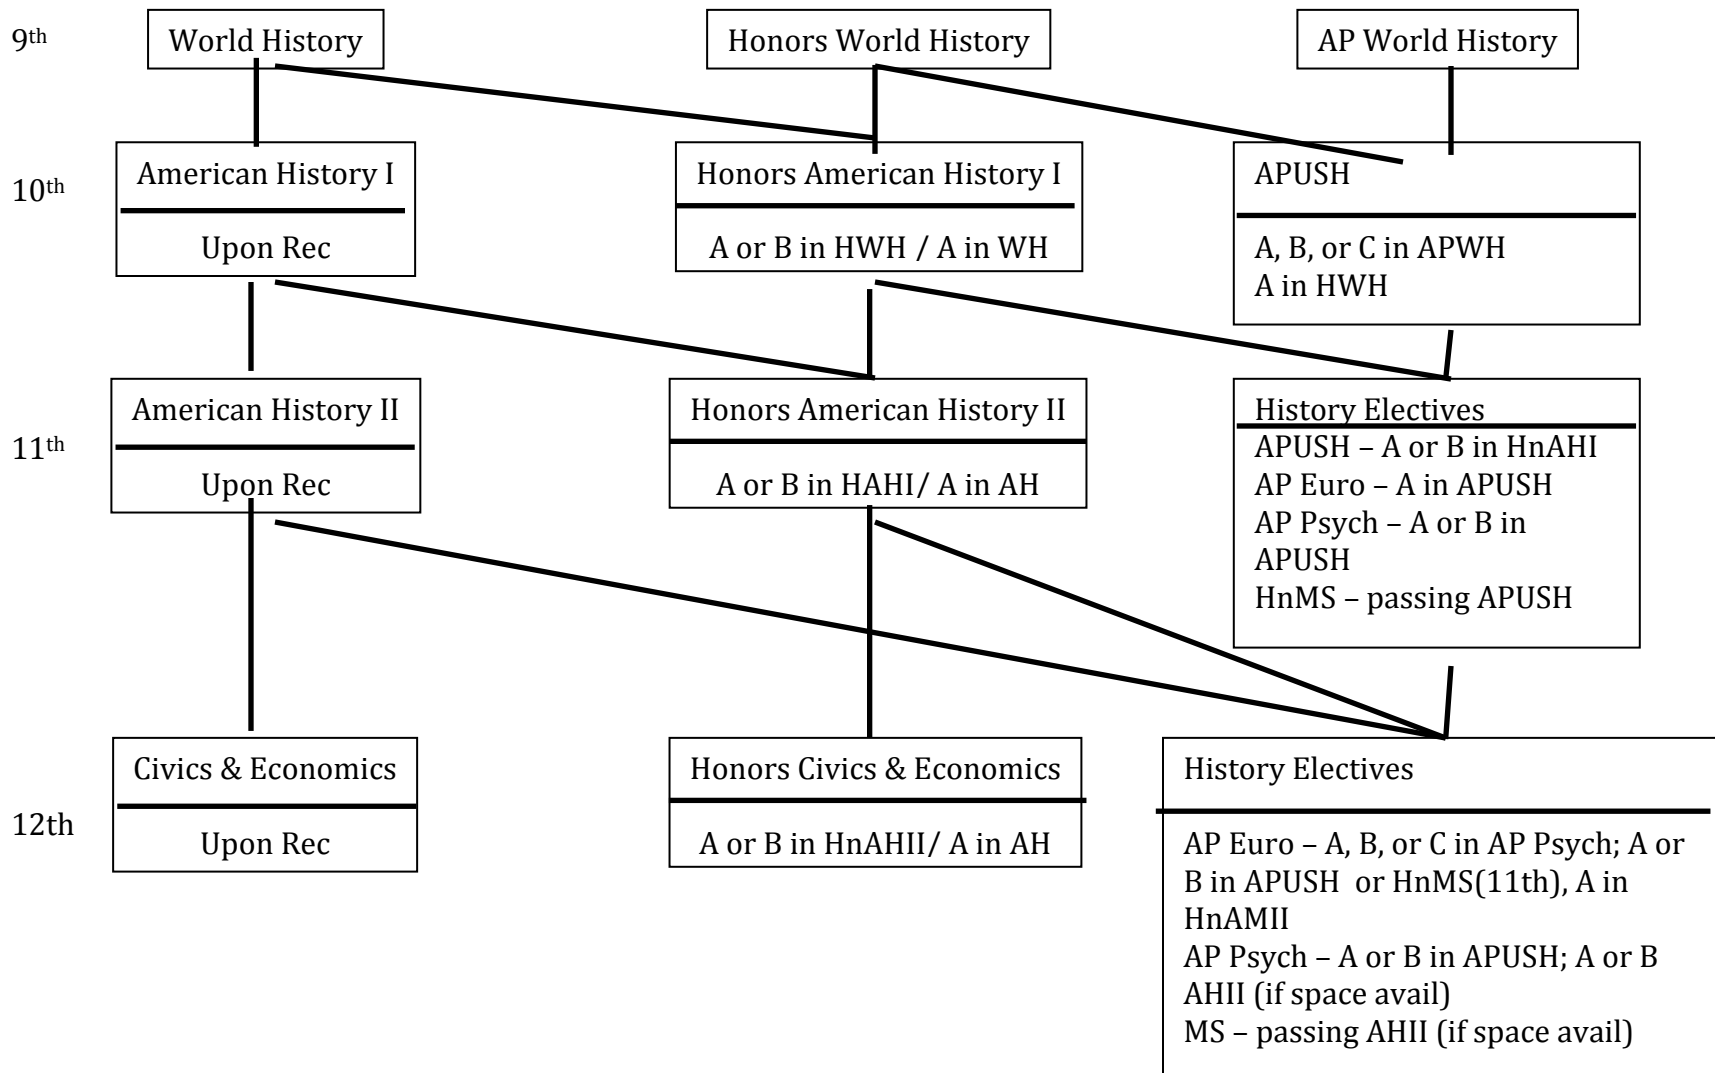 9th
World History
Honors World History
AP World History
10th
American History I
Upon Rec
Honors American History I
A or B in HWH / A in WH
APUSH
A, B, or C in APWH
A in HWH
11th
American History II
Upon Rec
Honors American History II
A or B in HAHI/ A in AH
History Electives
APUSH – A or B in HnAHI
AP Euro – A in APUSH
AP Psych – A or B in
APUSH
HnMS – passing APUSH
12th
Civics & Economics
Upon Rec
Honors Civics & Economics
A or B in HnAHII/ A in AH
History Electives
AP Euro – A, B, or C in AP Psych; A or
B in APUSH  or HnMS(11th), A in
HnAMII
AP Psych – A or B in APUSH; A or B
AHII (if space avail)
MS – passing AHII (if space avail)